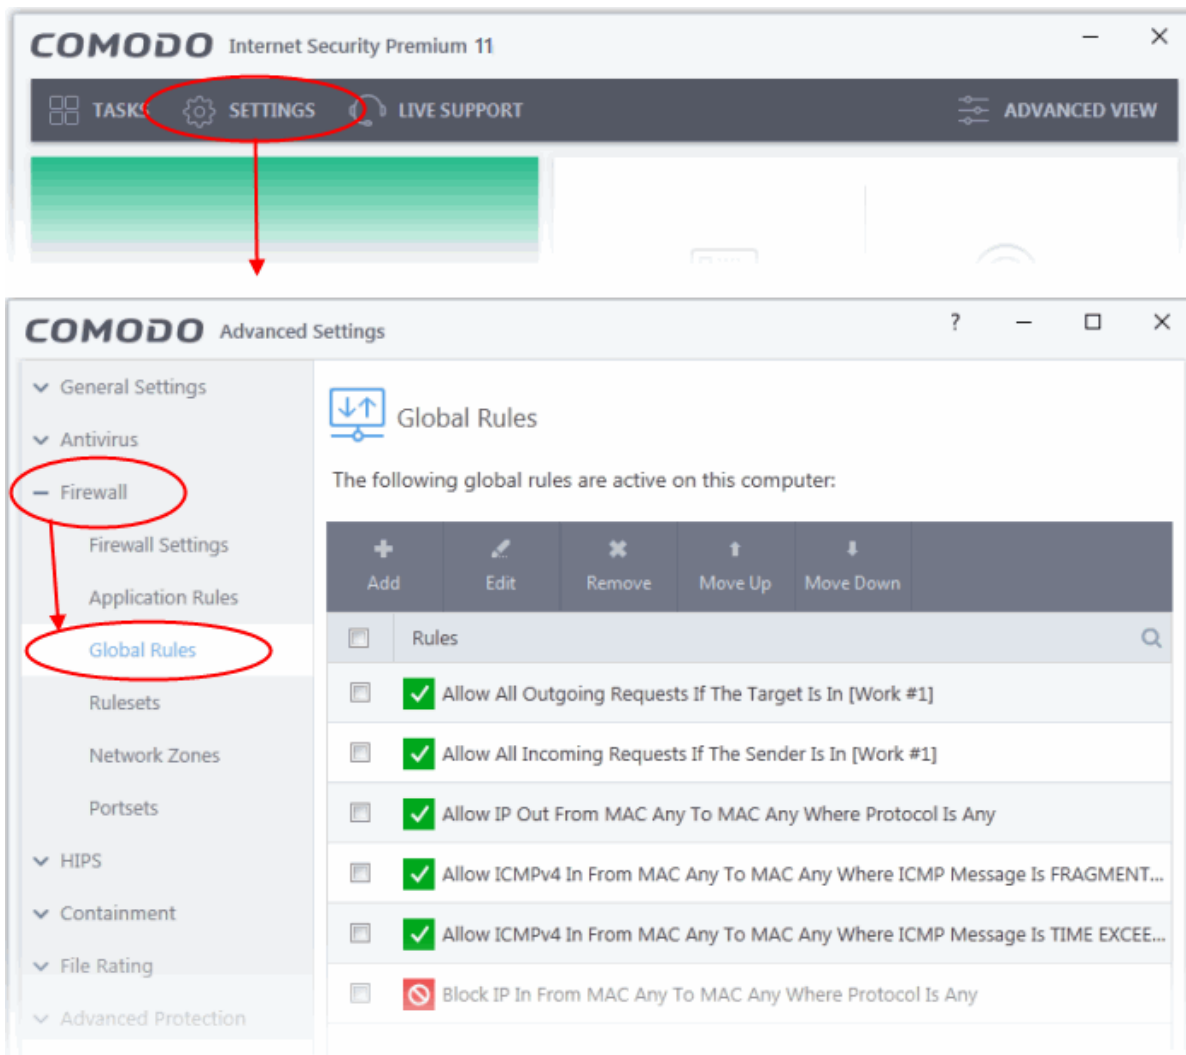 COMODO Internet Security Premium 11
TASKS SETTINGS LIVE SUPPORT ADVANCED VIEW
COMODO Advanced Settings ?
General Settings
Antivirus
Firewall
Firewall Settings
Application Rules
Global Rules
Rulesets
Network Zones
Portsets
HIPS
Containment
File Rating
Advanced Protection
Global Rules
The following global rules are active on this computer:
Add Edit Remove Move Up Move Down
Rules
Allow All Outgoing Requests If The Target Is In [Work #1]
Allow All Incoming Requests If The Sender Is In [Work #1]
Allow IP Out From MAC Any To MAC Any Where Protocol Is Any
Allow ICMPv4 In From MAC Any To MAC Any Where ICMP Message Is FRAGMENT...
Allow ICMPv4 In From MAC Any To MAC Any Where ICMP Message Is TIME EXCEE...
Block IP In From MAC Any To MAC Any Where Protocol Is Any